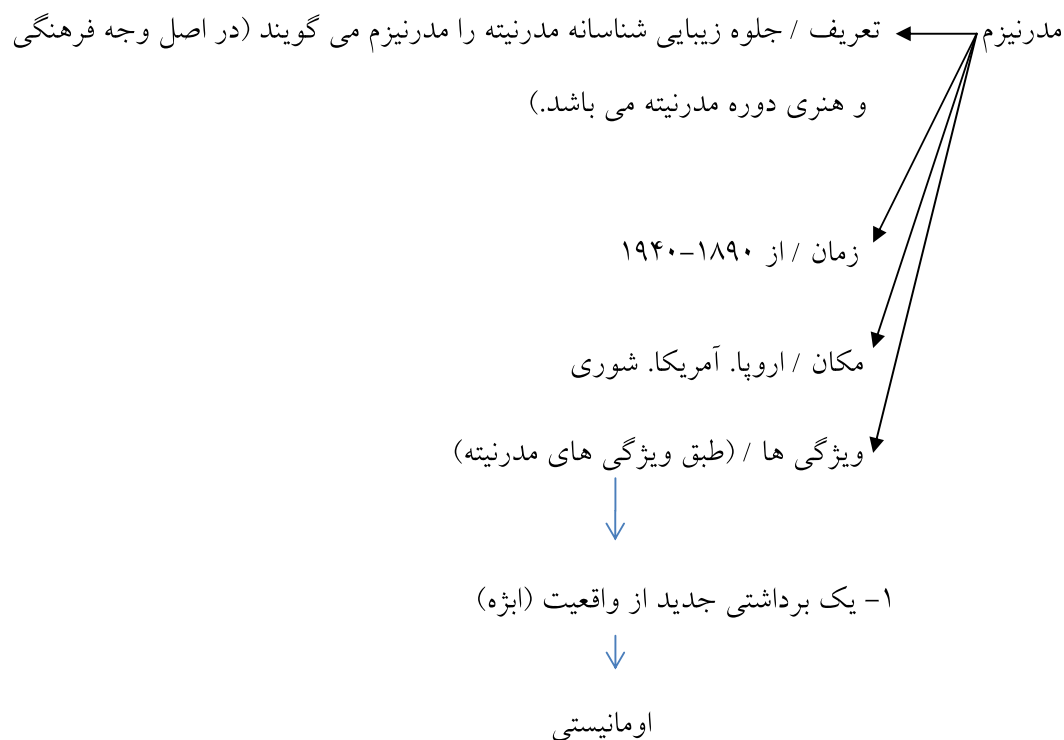 مدرنیزم تعریف / جلوه زیبایی شناسانه مدرنیته را مدرنیزم می گویند (در اصل وجه فرهنگی
و هنری دوره مدرنیته می باشد.)
زمان / از ۱۸۹۰-۱۹۴۰
مکان / اروپا. آمریکا. شوری
ویژگی ها / (طبق ویژگی های مدرنیته)
۱- یک برداشتی جدید از واقعیت (ابژه)
اومانیستی